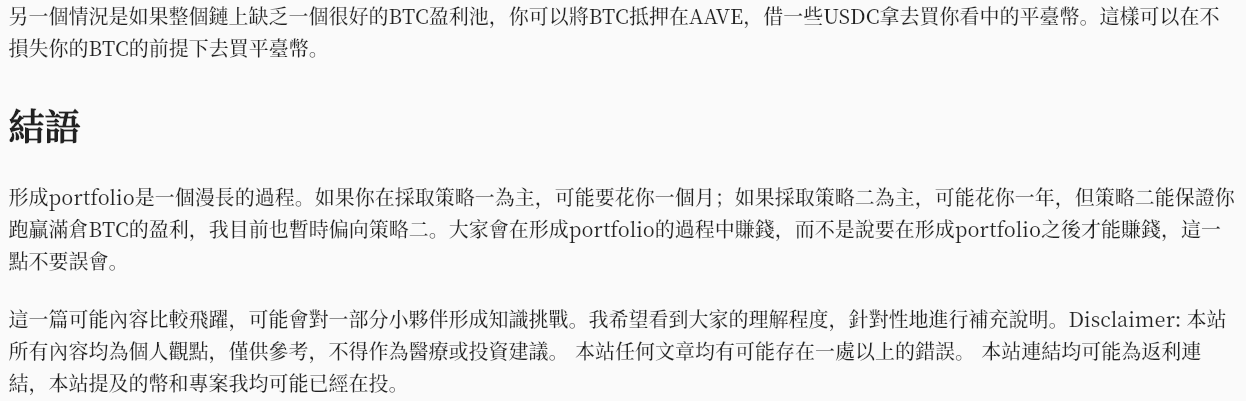 另一個情況是如果整個鏈上缺乏一個很好的BTC盈利池，你可以將BTC抵押在AAVE，借一些USDC拿去買你看中的平臺幣。這樣可以在不
損失你的BTC的前提下去買平臺幣。
結語
形成portfolio是一個漫長的過程。如果你在採取策略一為主，可能要花你一個月；如果採取策略二為主，可能花你一年，但策略二能保證你
跑贏滿倉BTC的盈利，我目前也暫時偏向策略二。大家會在形成portfolio的過程中賺錢，而不是說要在形成portfolio之後才能賺錢，這一
點不要誤會。
這一篇可能內容比較飛躍，可能會對一部分小夥伴形成知識挑戰。我希望看到大家的理解程度，針對性地進行補充說明。Disclaimer: 本站
所有內容均為個人觀點，僅供參考，不得作為醫療或投資建議。 本站任何文章均有可能存在一處以上的錯誤。 本站連結均可能為返利連
結，本站提及的幣和專案我均可能已經在投。